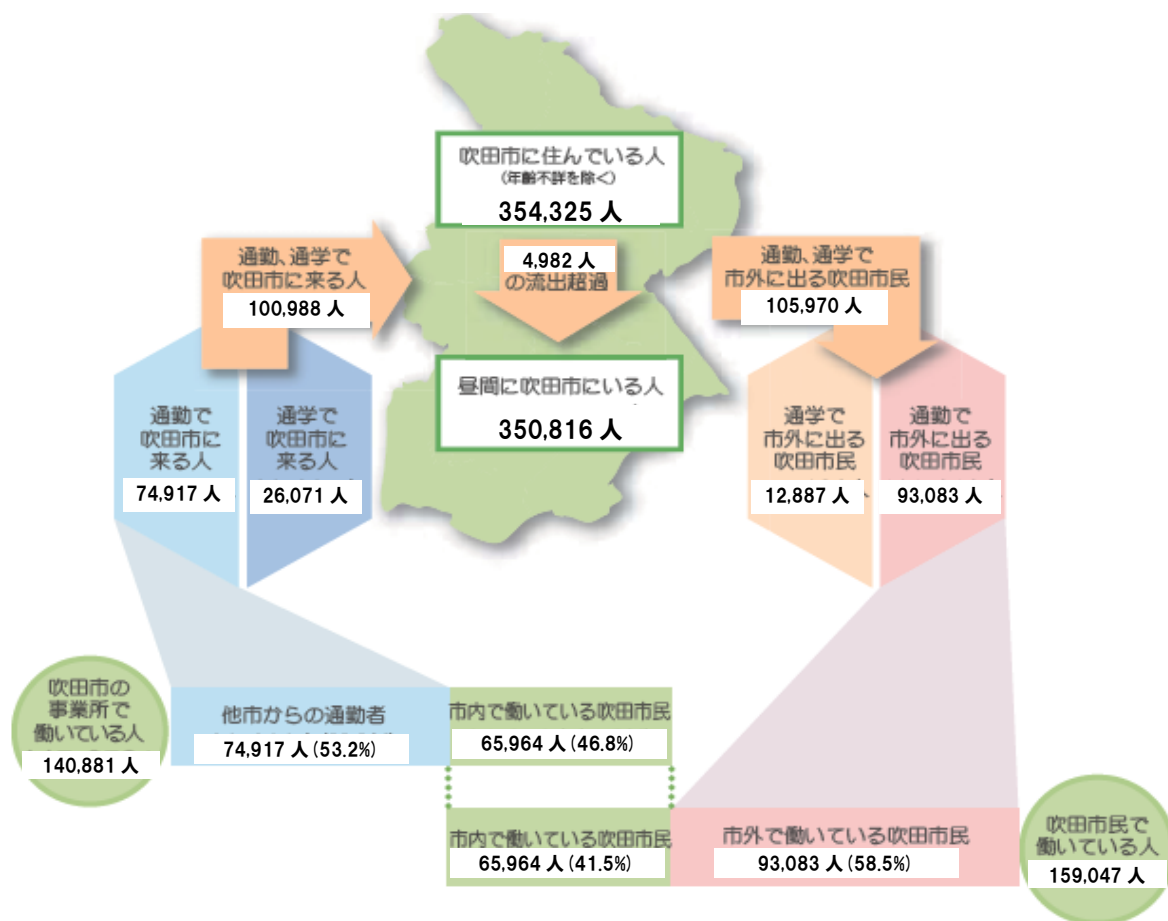 吹田市に住んでいる人
(年齢不詳を除く)
354,325 人
通勤、通学で
吹田市に来る人
100,988 人
4,982 人
の流出超過
通勤、通学で
市外に出る吹田市民
105,970 人
昼間に吹田市にいる人
350,816 人
通勤で
吹田市に
来る人
74,917 人
通学で
吹田市に
来る人
26,071 人
通学で
市外に出る
吹田市民
12,887 人
通勤で
市外に出る
吹田市民
93,083 人
吹田市の
事業所で
働いている人
140,881 人
他市からの通勤者
74,917 人(53.2%)
市内で働いている吹田市民
65,964 人(46.8%)
市内で働いている吹田市民
65,964 人(41.5%)
市外で働いている吹田市民
93,083 人(58.5%)
吹田市民で
働いている人
159,047 人